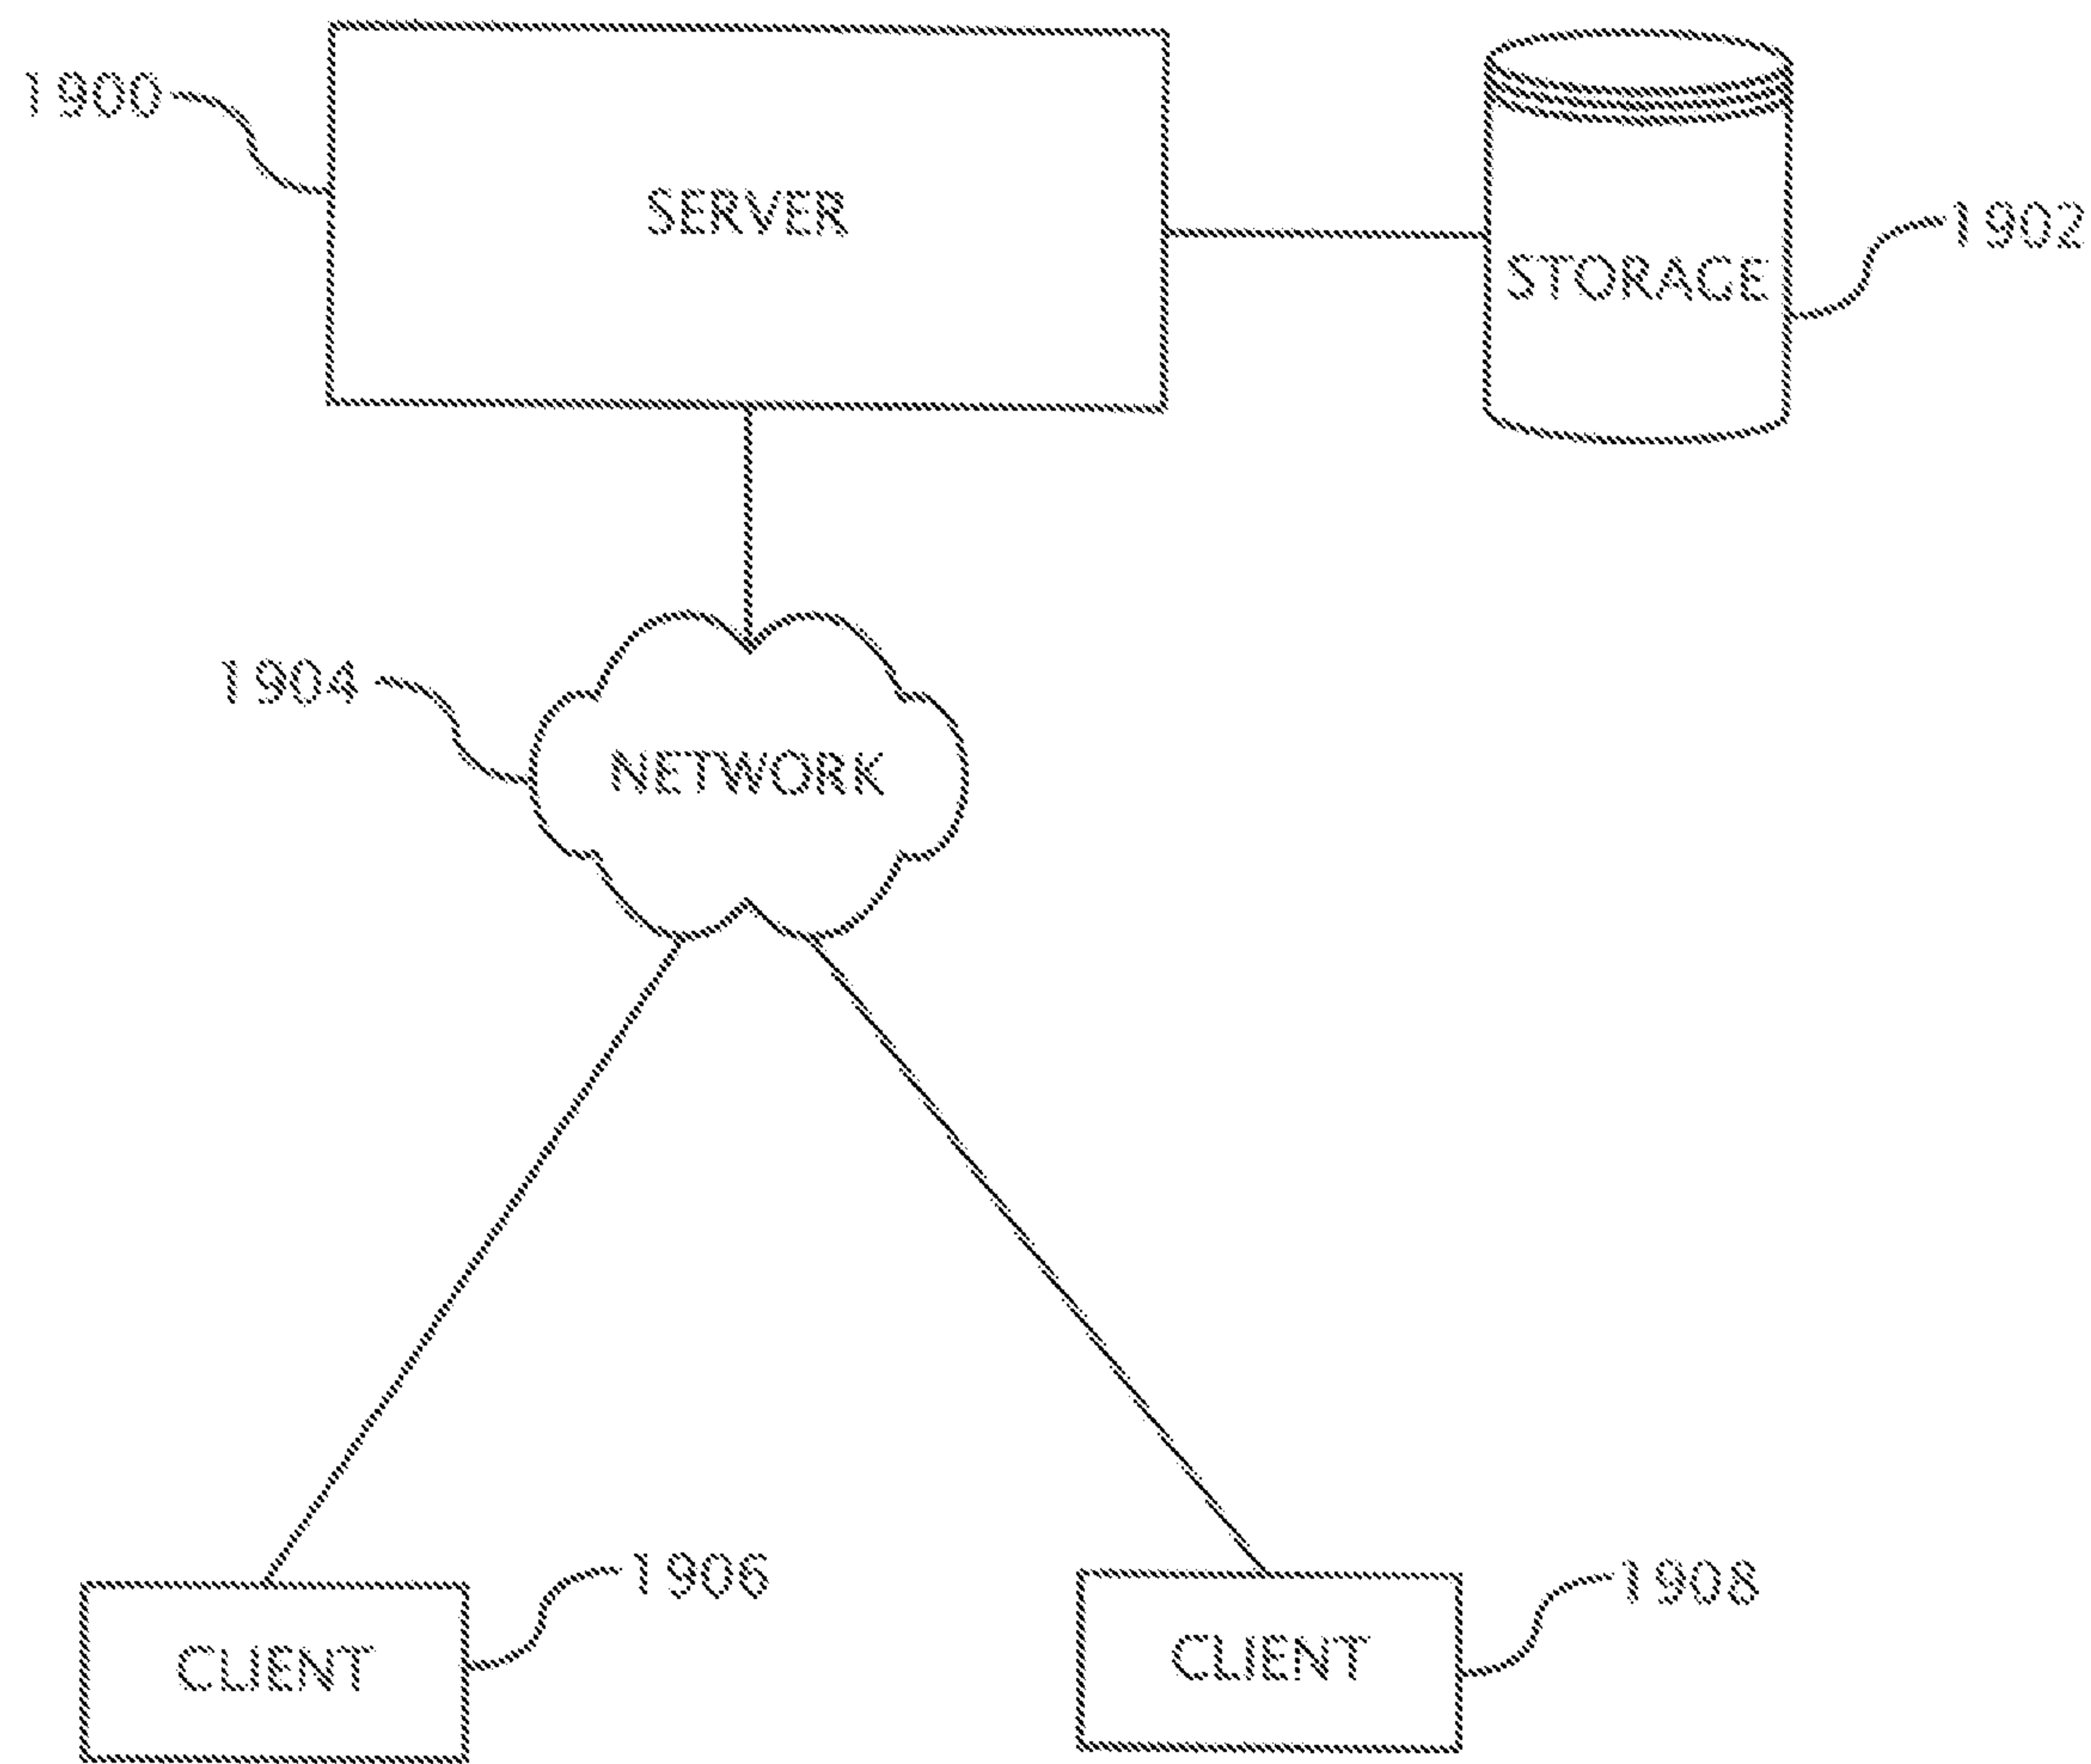 1900
SERVER
1902
STORAGE
1904
NETWORK
1906
1908
CLIENT
CLIENT